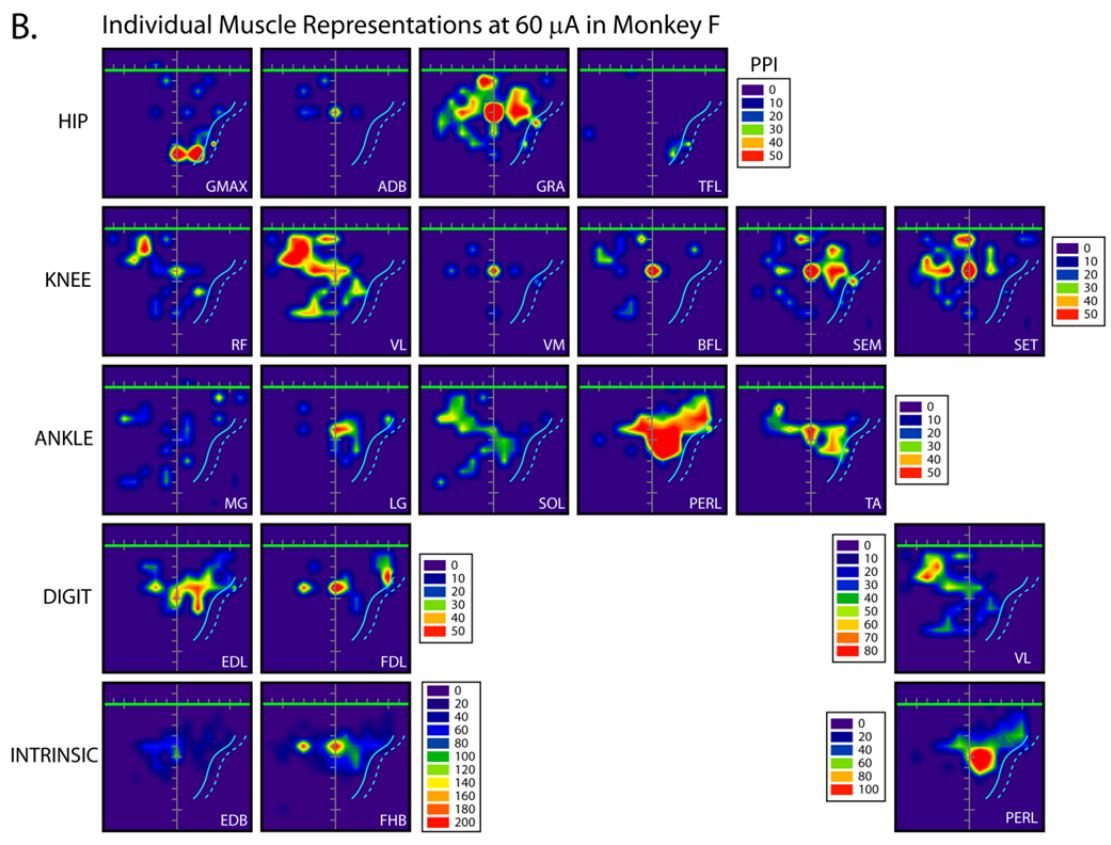 B. Individual Muscle Representations at 60 µA in Monkey F
HIP
GMAX
ADB
GRA
TFL
PPI
0
10
20
30
40
50
KNEE
RF
VL
VM
BFL
SEM
SET
0
10
20
30
40
50
ANKLE
MG
LG
SOL
PERL
TA
0
10
20
30
40
50
DIGIT
EDL
FDL
0
10
20
30
40
50
0
10
20
30
40
50
60
70
80
VL
INTRINSIC
EDB
FHB
0
20
40
60
80
100
120
140
160
180
200
0
20
40
60
80
100
PERL